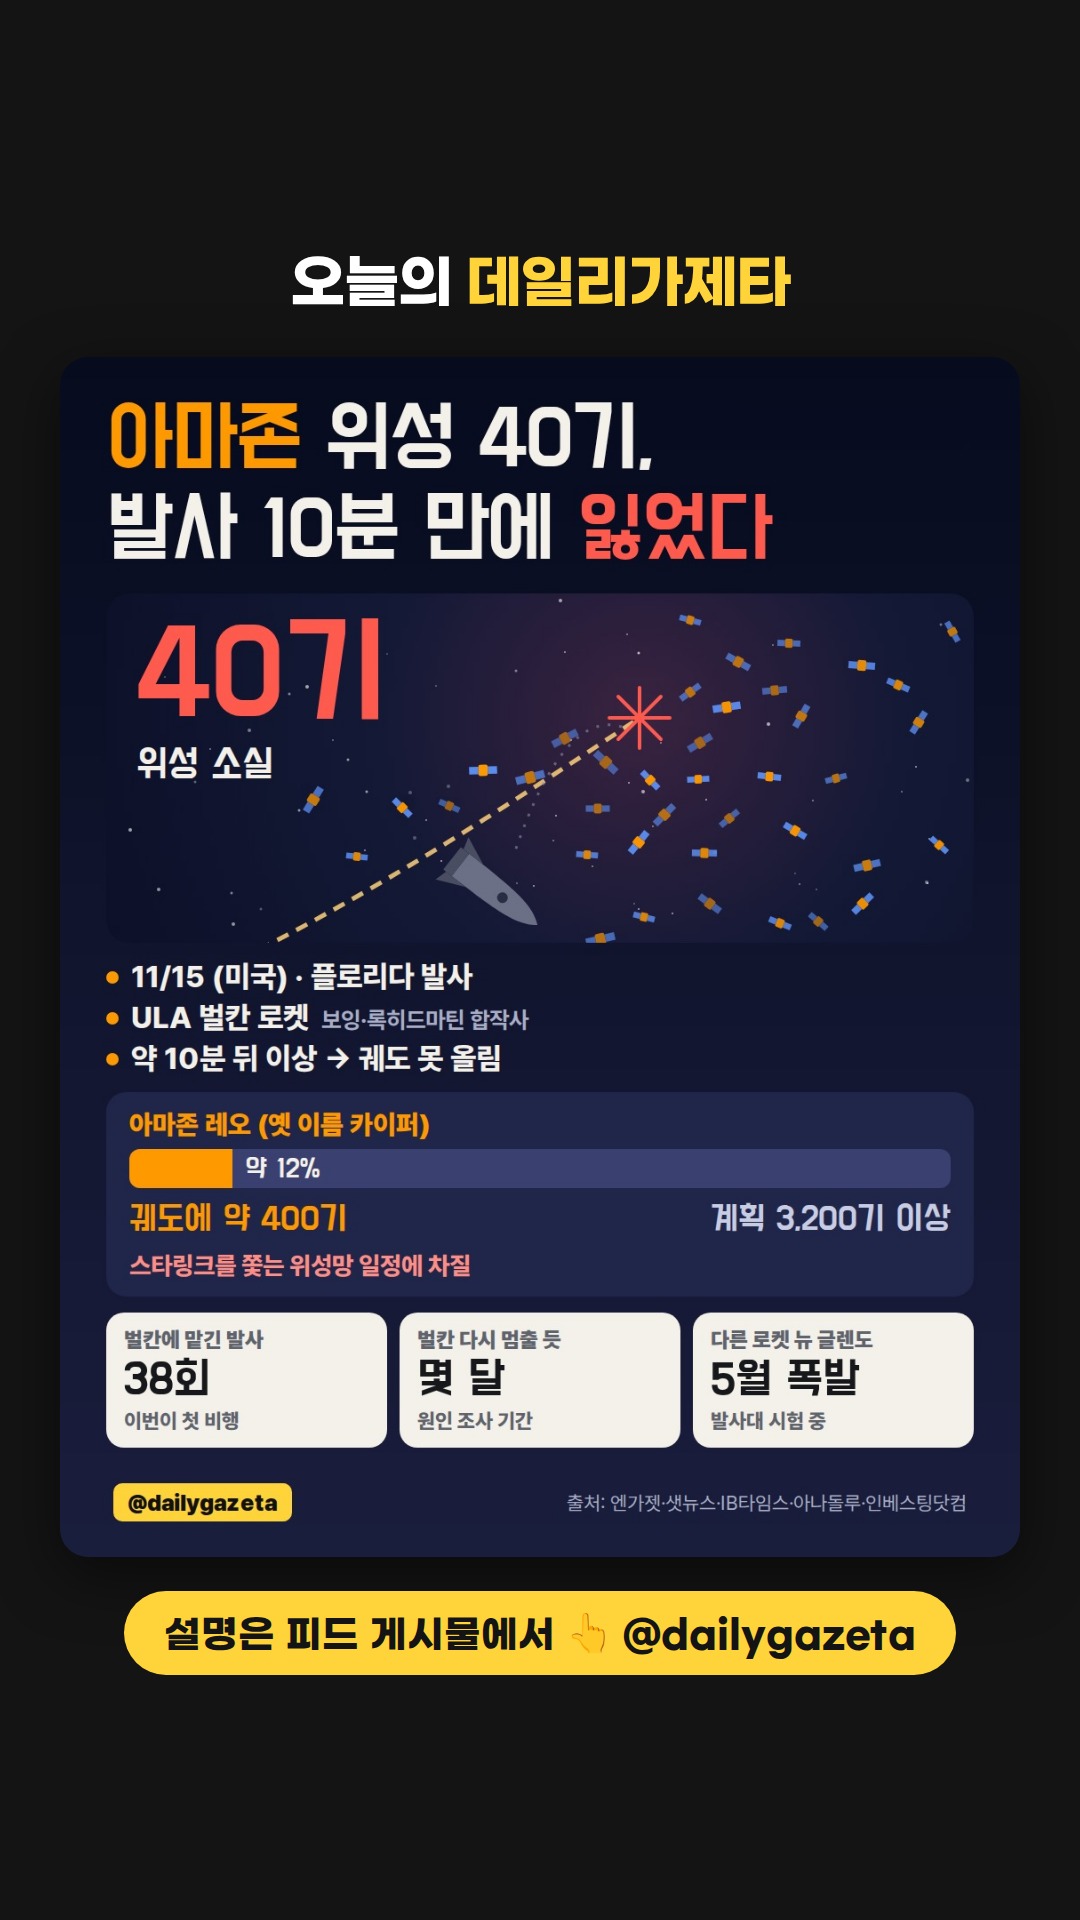 오늘의 데일리가제타
아마존 위성 40기,
발사 10분 만에 잃었다
40기
위성 소실
11/15 (미국) · 플로리다 발사
ULA 벌칸 로켓 보잉·록히드마틴 합작사
약 10분 뒤 이상 → 궤도 못 올림
아마존 레오 (옛 이름 카이퍼)
약 12%
궤도에 약 400기
계획 3,200기 이상
스타링크를 쫓는 위성망 일정에 차질
벌칸에 맡긴 발사
38회
이번이 첫 비행
벌칸 다시 멈출 듯
몇 달
원인 조사 기간
다른 로켓 뉴 글렌도
5월 폭발
발사대 시험 중
@dailygazeta
출처: 엔가젯·샛뉴스·IB타임스·아나돌루·인베스팅닷컴
설명은 피드 게시물에서 👆 @dailygazeta